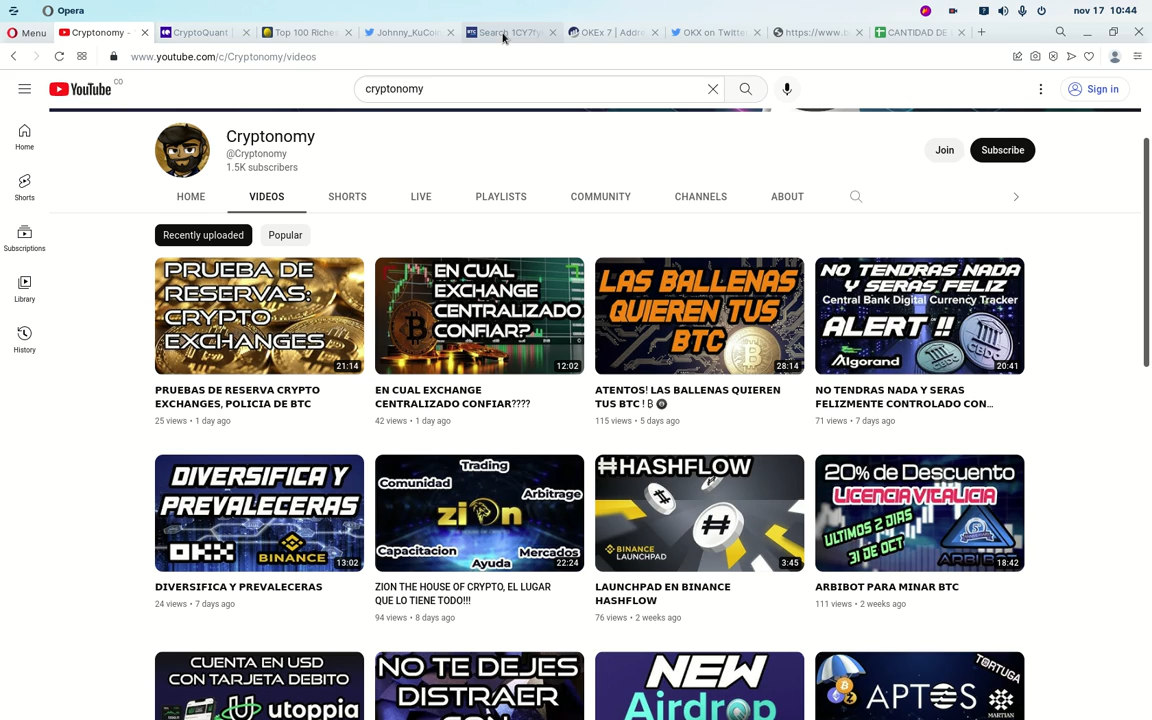 Opera
nov 17 10:44
Menu
Cryptonomy -
CryptoQuant
Top 100 Riches
Johnny_KuCoi
Search 1CY7fy
OKEx 7 | Addr
OKX on Twitte
https://www.b
CANTIDAD DE
www.youtube.com/c/Cryptonomy/videos
YouTube CO
cryptonomy
Sign in
Home
Shorts
Subscriptions
Library
History
Cryptonomy
@Cryptonomy
1.5K subscribers
Join
Subscribe
HOME
VIDEOS
SHORTS
LIVE
PLAYLISTS
COMMUNITY
CHANNELS
ABOUT
Recently uploaded
Popular
PRUEBA DE
RESERVAS:
CRYPTO
EXCHANGES
21:14
EN CUAL
EXCHANGE
CENTRALIZADO
CONFIAR?
12:02
LAS BALLENAS
QUIEREN TUS
BTC
28:14
NO TENDRAS NADA
Y SERAS FELIZ
Central Bank Digital Currency Tracker
ALERT !!
Algorand
CBDC
20:41
PRUEBAS DE RESERVA CRYPTO
EXCHANGES, POLICIA DE BTC
25 views • 1 day ago
EN CUAL EXCHANGE
CENTRALIZADO CONFIAR????
42 views • 1 day ago
ATENTOS! LAS BALLENAS QUIEREN
TUS BTC ! ₿
115 views • 5 days ago
NO TENDRAS NADA Y SERAS
FELIZMENTE CONTROLADO CON...
71 views • 7 days ago
DIVERSIFICA Y
PREVALECERAS
OKX
BINANCE
13:02
Trading
Comunidad
Arbitrage
zion
Capacitacion
Mercados
Ayuda
22:24
#HASHFLOW
BINANCE
LAUNCHPAD
3:45
20% de Descuento
LICENCIA VITALICIA
ULTIMOS 2 DIAS
31 DE OCT
ARBIBOT
18:42
DIVERSIFICA Y PREVALECERAS
24 views • 7 days ago
ZION THE HOUSE OF CRYPTO, EL LUGAR
QUE LO TIENE TODO!!!
94 views • 8 days ago
LAUNCHPAD EN BINANCE
HASHFLOW
76 views • 2 weeks ago
ARBIBOT PARA MINAR BTC
111 views • 2 weeks ago
CUENTA EN USD
CON TARJETA DEBITO
utoppia
NO TE DEJES
DISTRAER
CON
NEW
Airdrop
TORTUGA
APTOS
MARTIAN